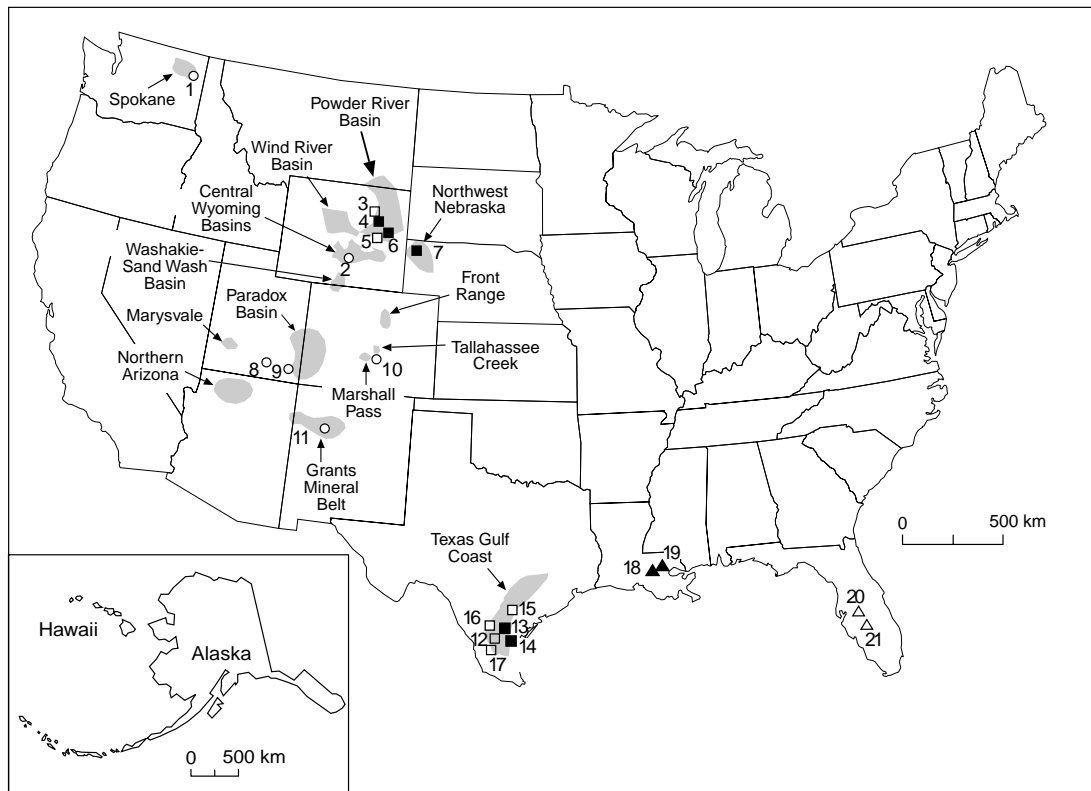 Spokane
1
Powder River
Basin
Wind River
Basin
Central
Wyoming
Basins
Northwest
Nebraska
3
4
5
6
7
2
Washakie-
Sand Wash
Basin
Front
Range
Paradox
Basin
Marysvale
Tallahassee
Creek
Northern
Arizona
8
9
10
Marshall
Pass
11
Grants
Mineral
Belt
0
500 km
Texas Gulf
Coast
18
19
15
16
13
12
14
17
20
21
Hawaii
Alaska
0
500 km